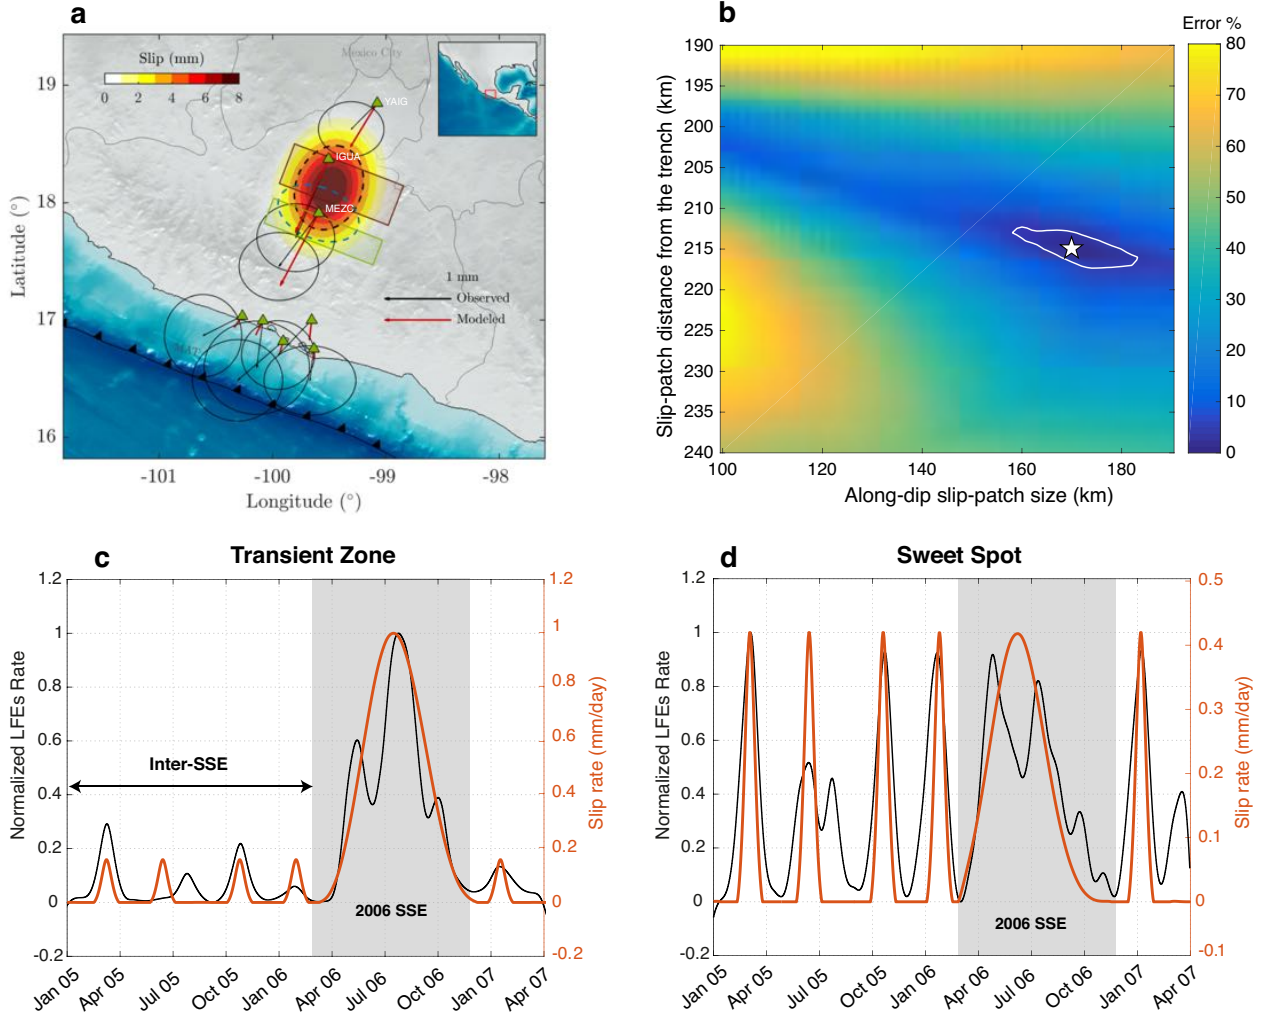 a
Slip (mm)
0 2 4 6 8
Mexico City
YAIG
IGUA
MEZC
1 mm
Observed
Modeled
19
18
17
16
Latitude (°)
-101 -100 -99 -98
Longitude (°)
b
Error %
190
195
200
205
210
215
220
225
230
235
240
Slip-patch distance from the trench (km)
100 120 140 160 180
Along-dip slip-patch size (km)
80
70
60
50
40
30
20
10
0
c
Transient Zone
1.2
1
0.8
0.6
0.4
0.2
0
-0.2
Normalized LFEs Rate
Inter-SSE
2006 SSE
1.2
1
0.8
0.6
0.4
0.2
0
-0.2
Slip rate (mm/day)
Jan 05 Apr 05 Jul 05 Oct 05 Jan 06 Apr 06 Jul 06 Oct 06 Jan 07 Apr 07
d
Sweet Spot
1.2
1
0.8
0.6
0.4
0.2
0
-0.2
Normalized LFEs Rate
2006 SSE
0.5
0.4
0.3
0.2
0.1
0
-0.1
Slip rate (mm/day)
Jan 05 Apr 05 Jul 05 Oct 05 Jan 06 Apr 06 Jul 06 Oct 06 Jan 07 Apr 07